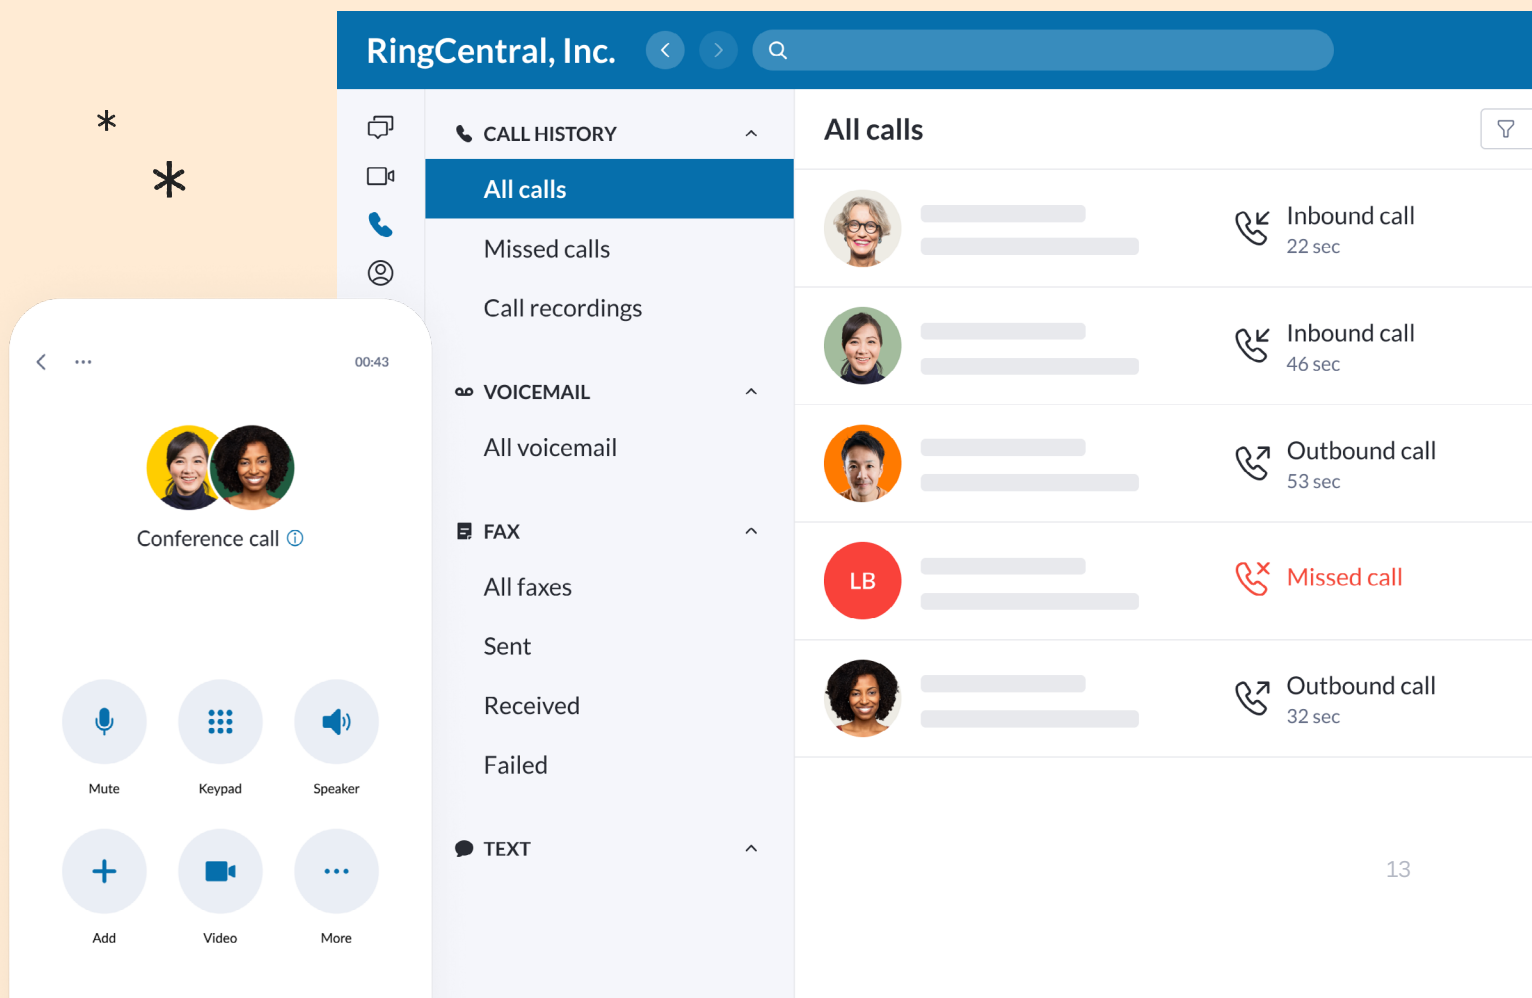 RingCentral, Inc.
CALL HISTORY
All calls
Missed calls
Call recordings
VOICEMAIL
All voicemail
FAX
All faxes
Sent
Received
Failed
TEXT
All calls
Inbound call
22 sec
Inbound call
46 sec
Outbound call
53 sec
LB
Missed call
Outbound call
32 sec
13
00:43
Conference call
Mute
Keypad
Speaker
Add
Video
More